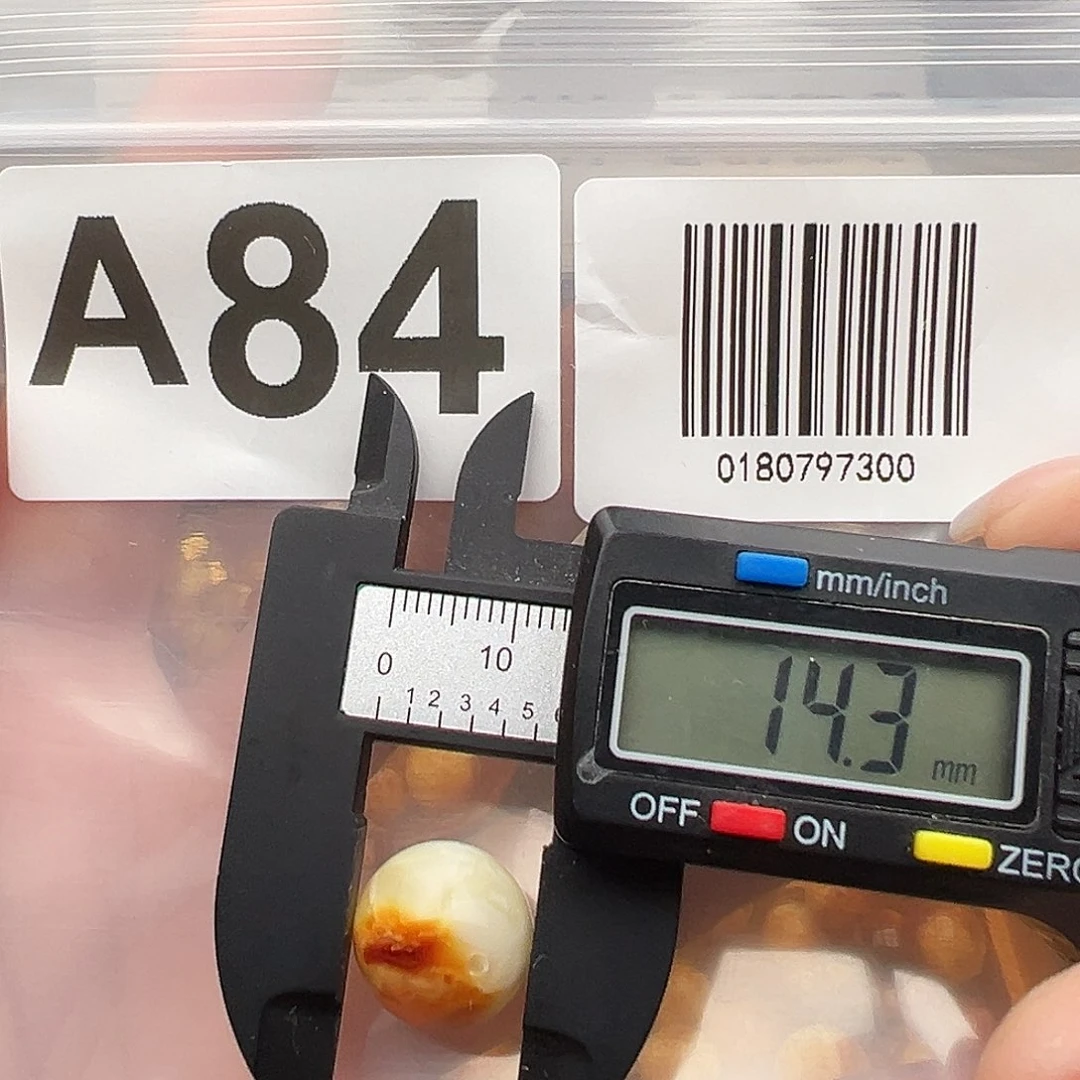 A84
0180797300
mm/inch
0 10
1 2 3 4 5
14.3 mm
OFF ON
ZERO